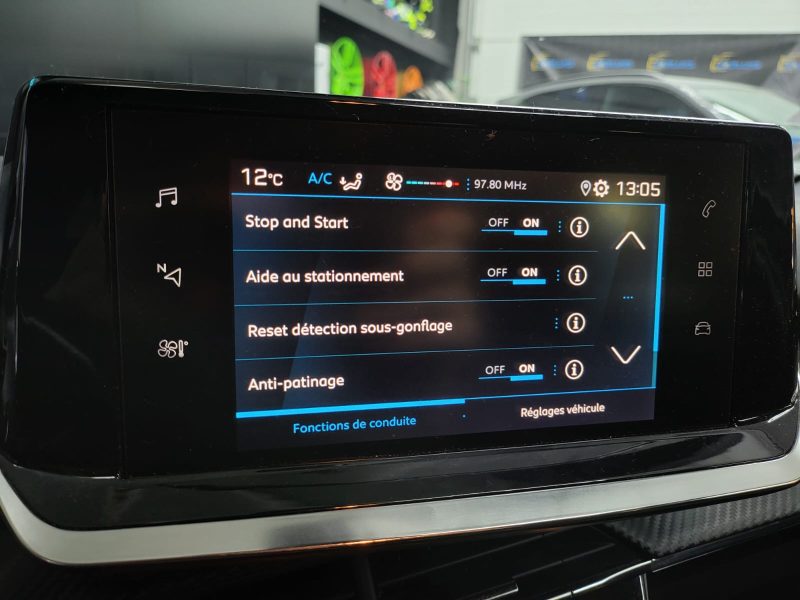 12°C A/C 97.80 MHz 13:05
Stop and Start OFF ON
Aide au stationnement OFF ON
Reset détection sous-gonflage
Anti-patinage OFF ON
Fonctions de conduite Réglages véhicule
N